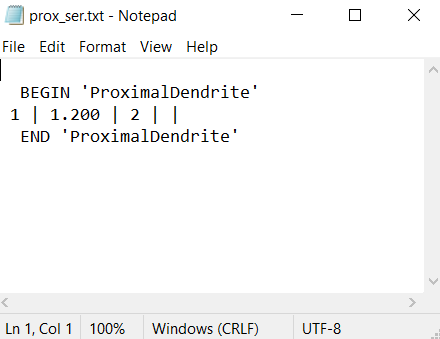 prox_ser.txt - Notepad
File Edit Format View Help
BEGIN 'ProximalDendrite'
1 | 1.200 | 2 | |
END 'ProximalDendrite'
Ln 1, Col 1 100% Windows (CRLF) UTF-8